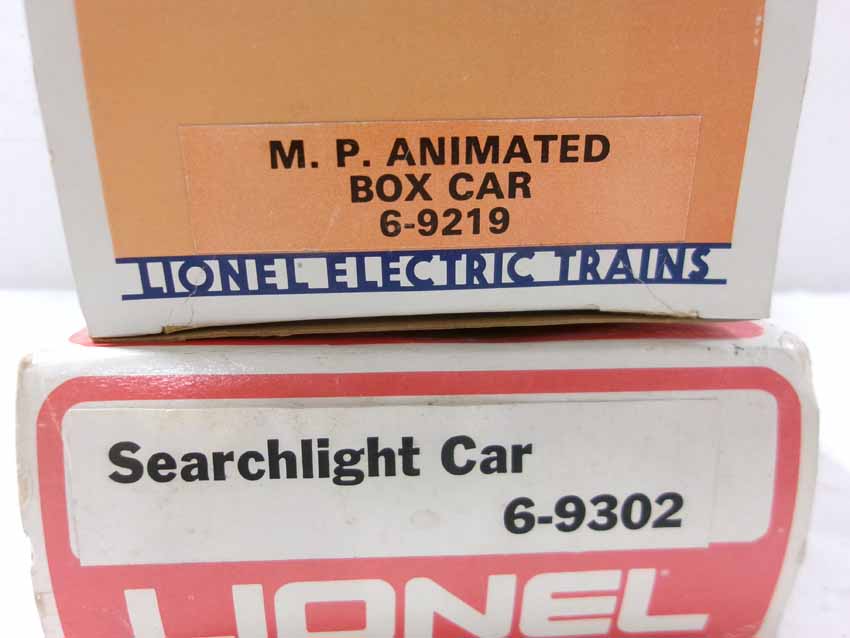 M. P. ANIMATED
BOX CAR
6-9219
LIONEL ELECTRIC TRAINS
Searchlight Car
6-9302
LIONEL